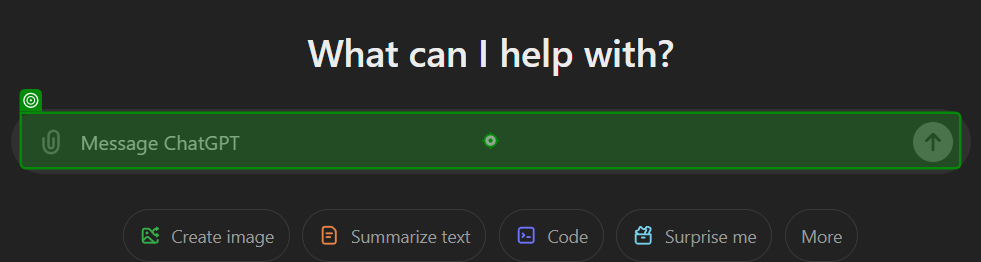 What can I help with?
Message ChatGPT
Create image Summarize text Code Surprise me More